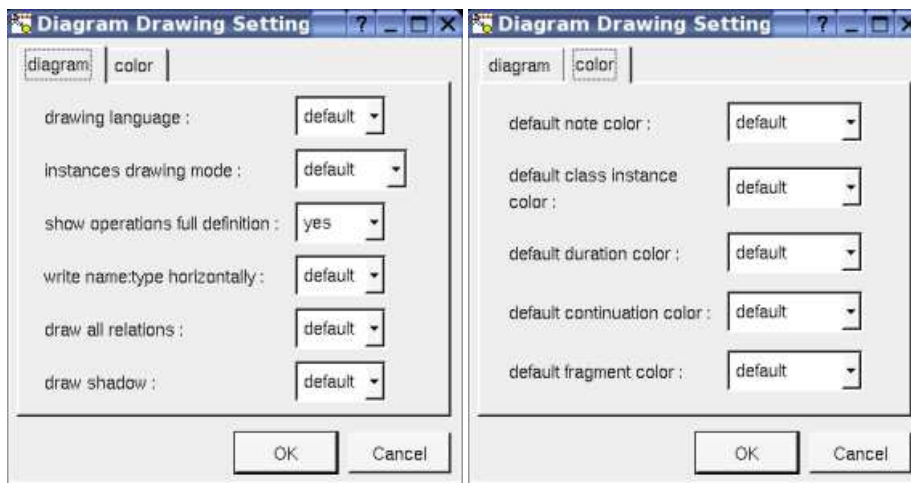 Diagram Drawing Setting
diagram
color
drawing language :
default
instances drawing mode :
default
show operations full definition :
yes
write name:type horizontally :
default
draw all relations :
default
draw shadow :
default
OK
Cancel
Diagram Drawing Setting
diagram
color
default note color :
default
default class instance
color :
default
default duration color :
default
default continuation color :
default
default fragment color :
default
OK
Cancel